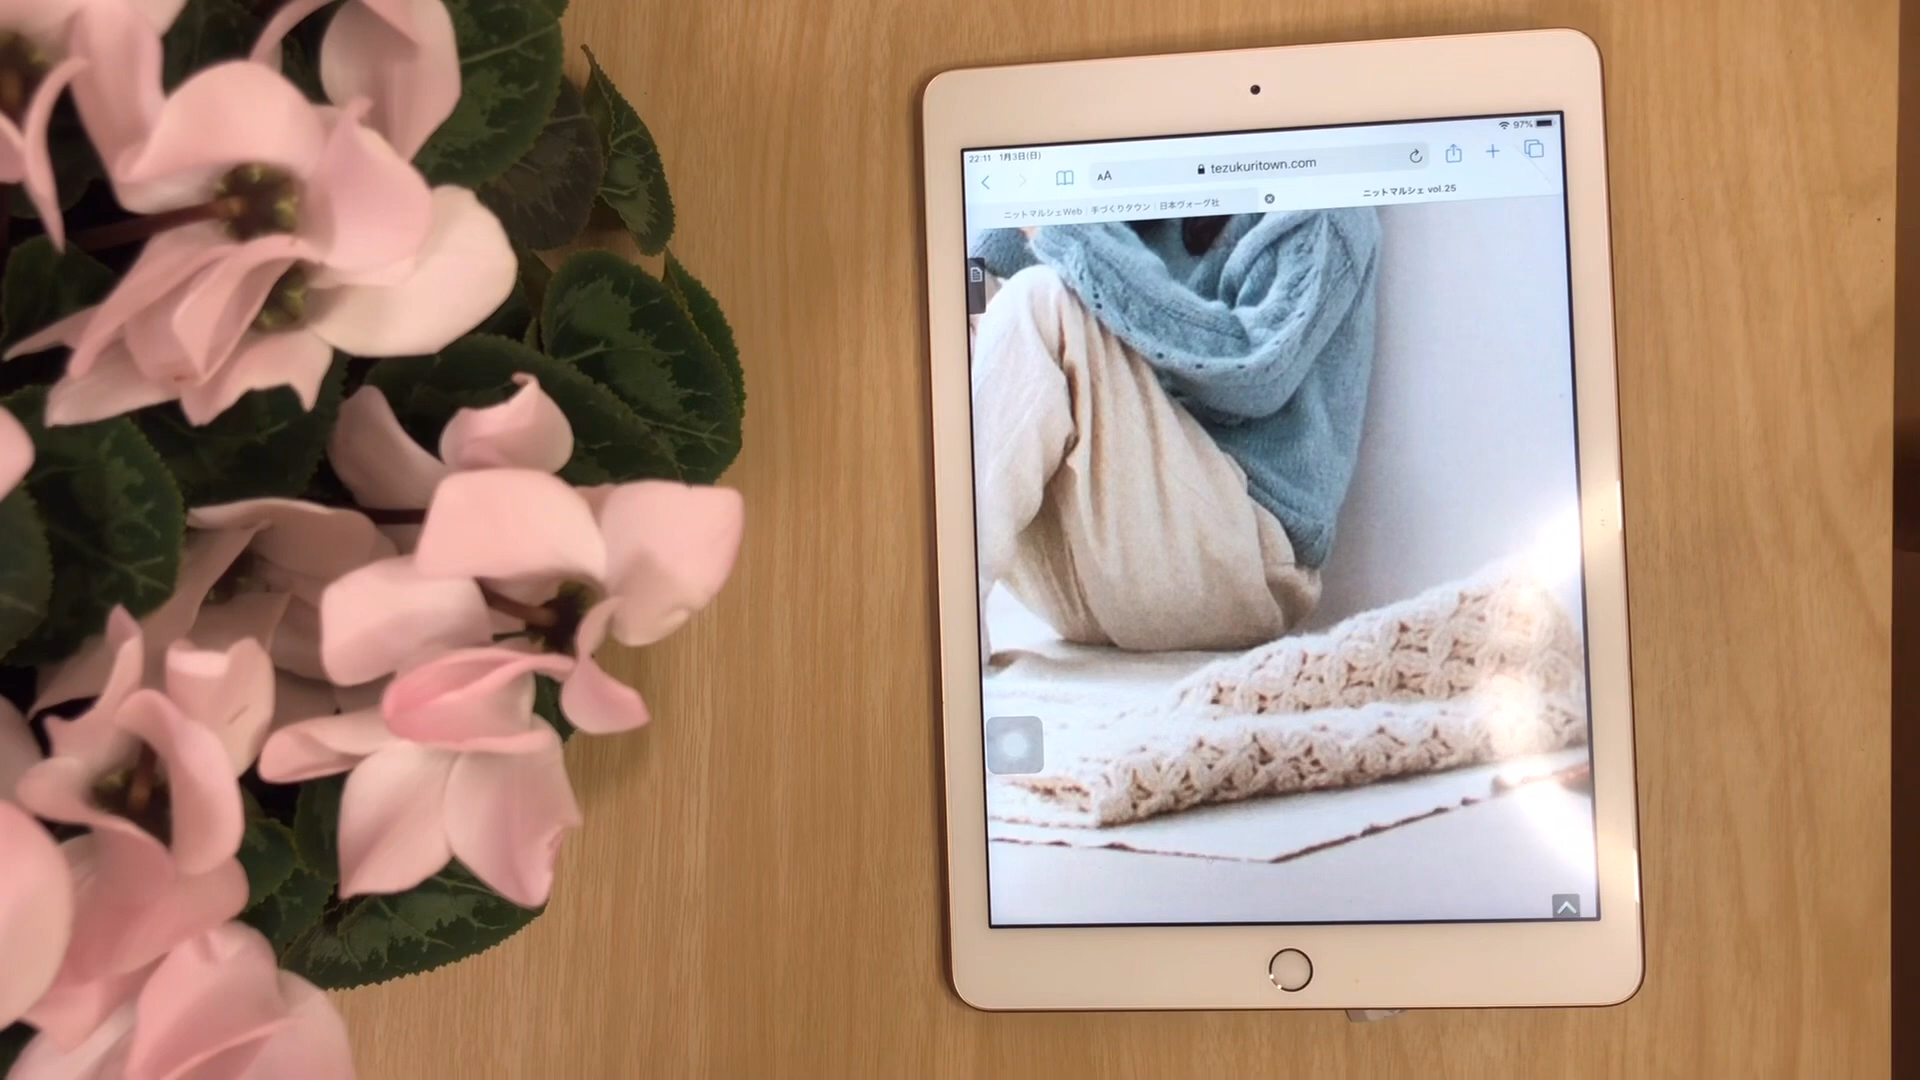 22:11 1月3日(日)
97%
AA tezukuritown.com
ニットマルシェWeb | 手づくりタウン | 日本ヴォーグ社
ニットマルシェ vol.25